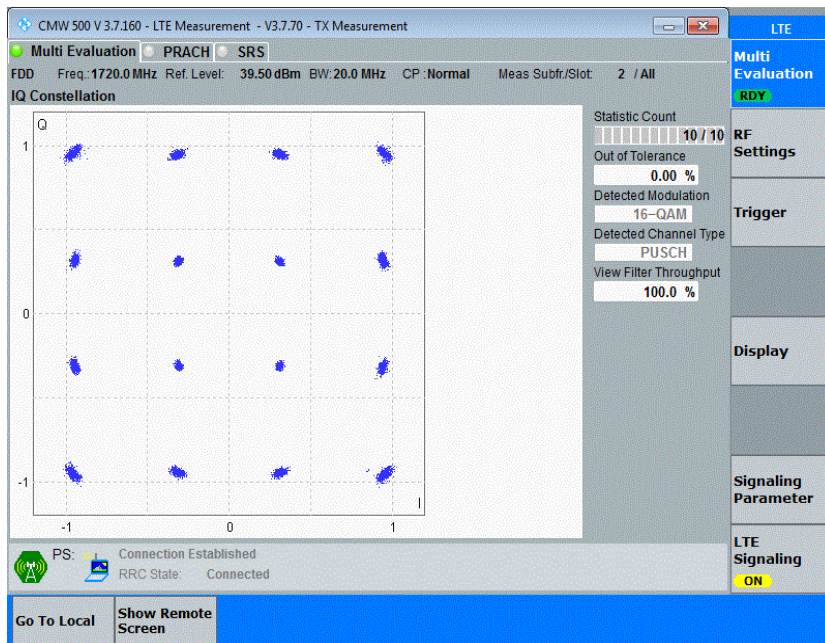 CMW 500 V 3.7.160 - LTE Measurement - V3.7.70 - TX Measurement
LTE
Multi Evaluation PRACH SRS
Multi
Evaluation
RDY
FDD Freq.: 1720.0 MHz Ref. Level: 39.50 dBm BW: 20.0 MHz CP : Normal Meas Subfr./Slot: 2 / All
IQ Constellation
Q
1
0
-1
-1 0 1
I
Statistic Count
10 / 10
Out of Tolerance
0.00 %
Detected Modulation
16-QAM
Detected Channel Type
PUSCH
View Filter Throughput
100.0 %
RF
Settings
Trigger
Display
Signaling
Parameter
LTE
Signaling
ON
PS: Connection Established
RRC State: Connected
Go To Local
Show Remote
Screen